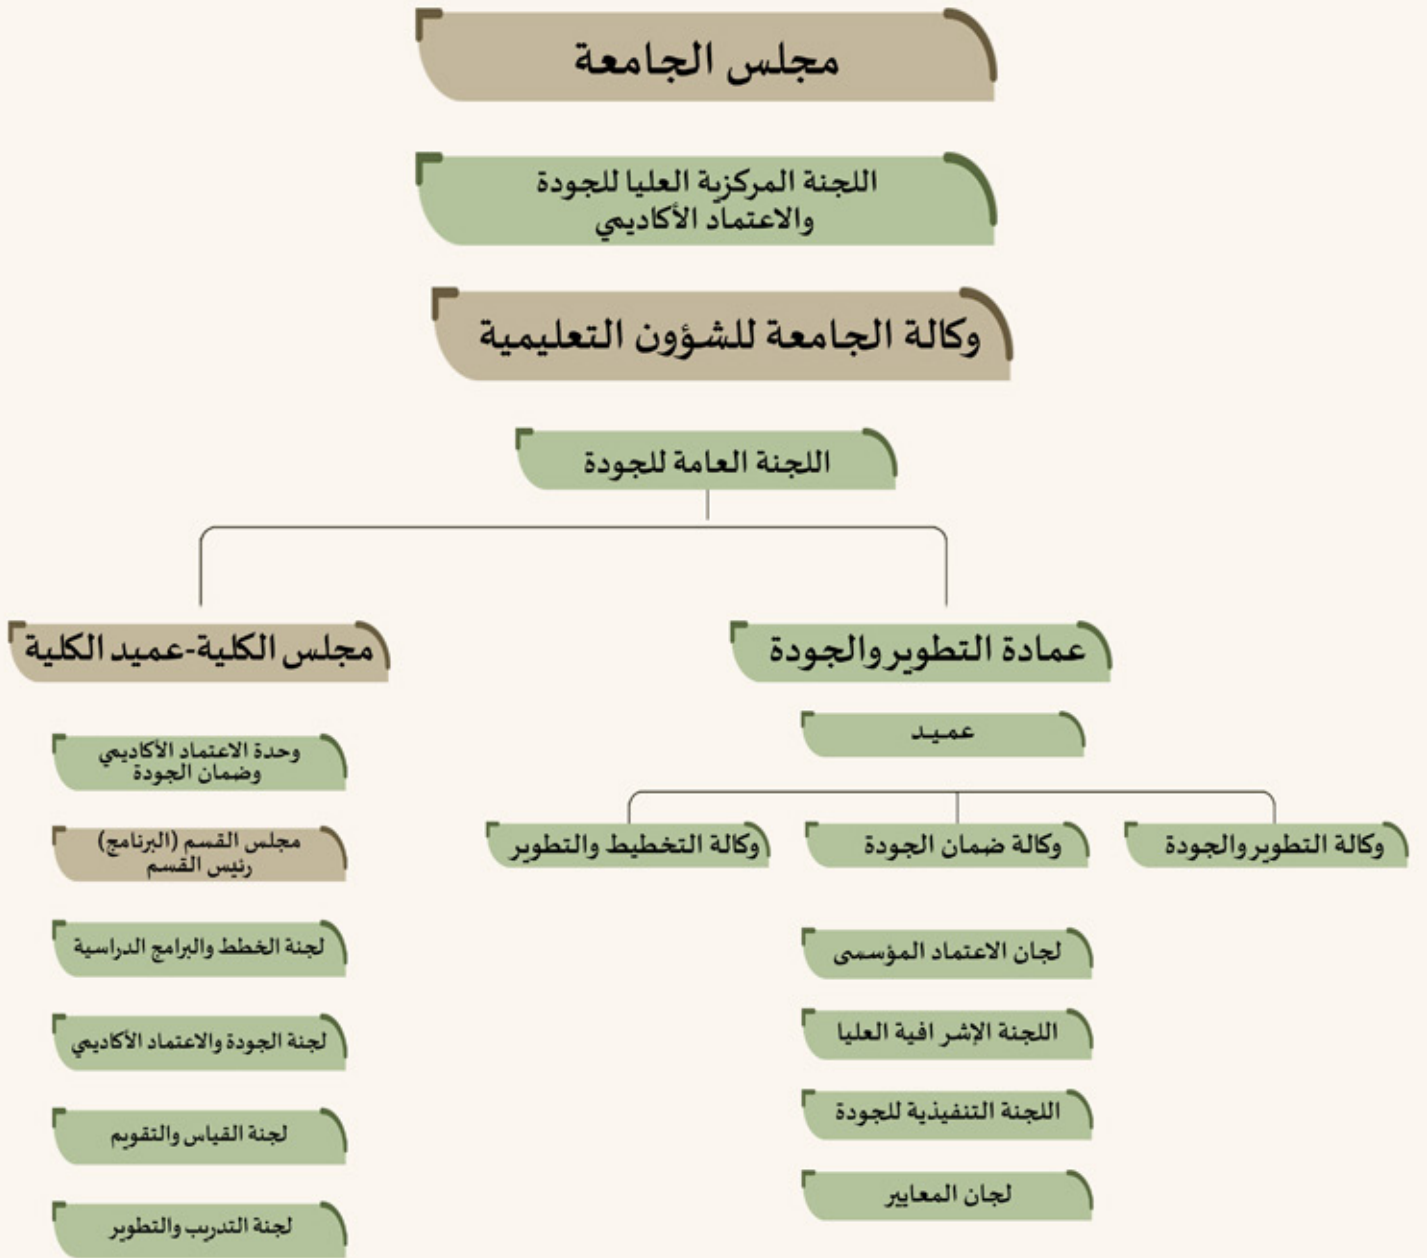 مجلس الجامعة
اللجنة المركزية العليا للجودة
والاعتماد الأكاديمي
وكالة الجامعة للشؤون التعليمية
اللجنة العامة للجودة
عمادة التطوير والجودة
عميد
وكالة التطوير والجودة
وكالة ضمان الجودة
وكالة التخطيط والتطوير
لجان الاعتماد المؤسسى
اللجنة الإشر افية العليا
اللجنة التنفيذية للجودة
لجان المعايير
مجلس الكلية-عميد الكلية
وحدة الاعتماد الأكاديمي
وضمان الجودة
مجلس القسم (البرنامج)
رئيس القسم
لجنة الخطط والبرامج الدراسية
لجنة الجودة والاعتماد الأكاديمي
لجنة القياس والتقويم
لجنة التدريب والتطوير